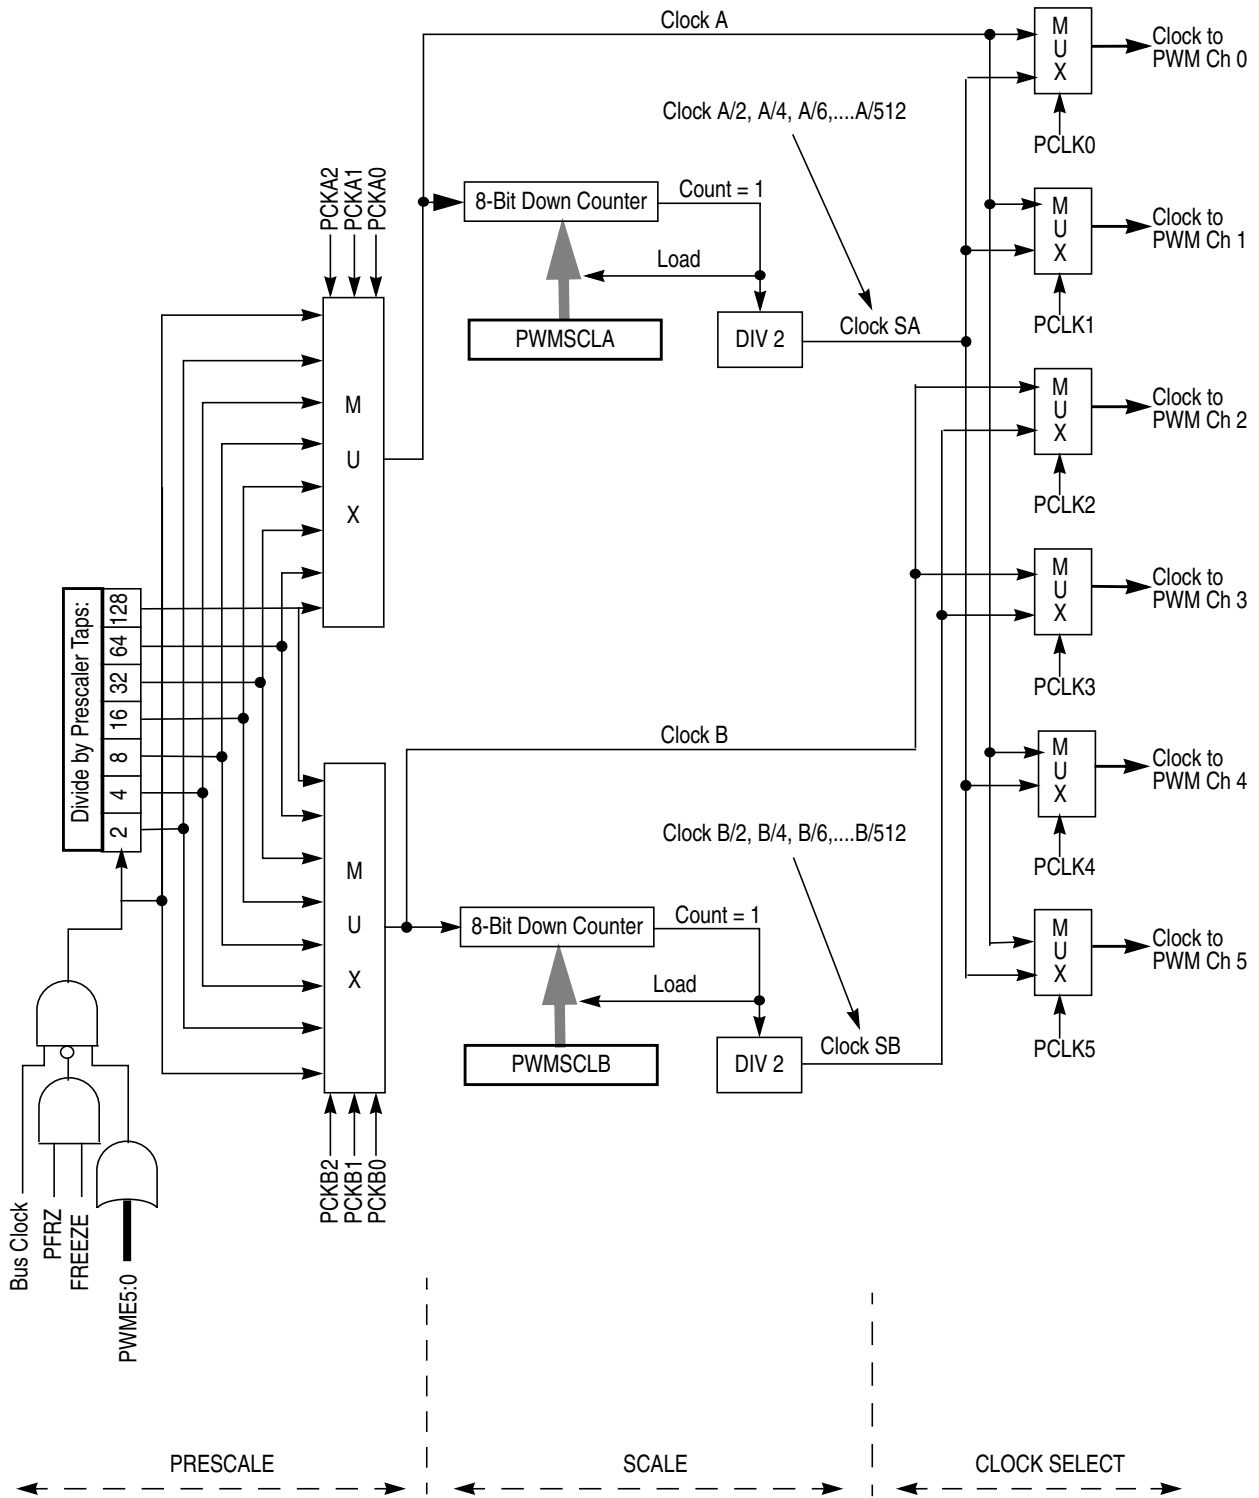 Clock A
M
U
X
Clock to
PWM Ch 0
PCLK0
Clock A/2, A/4, A/6,....A/512
PCKA2
PCKA1
PCKA0
8-Bit Down Counter
Count = 1
Load
PWMSCLA
DIV 2
Clock SA
M
U
X
Clock to
PWM Ch 1
PCLK1
M
U
X
M
U
X
Clock to
PWM Ch 2
PCLK2
M
U
X
Clock to
PWM Ch 3
PCLK3
Divide by Prescaler Taps:
128
64
32
16
8
4
2
Clock B
M
U
X
Clock to
PWM Ch 4
PCLK4
Clock B/2, B/4, B/6,....B/512
M
U
X
8-Bit Down Counter
Count = 1
Load
PWMSCLB
DIV 2
Clock SB
M
U
X
Clock to
PWM Ch 5
PCLK5
PCKB2
PCKB1
PCKB0
Bus Clock
PFRZ
FREEZE
PWME5:0
PRESCALE
SCALE
CLOCK SELECT